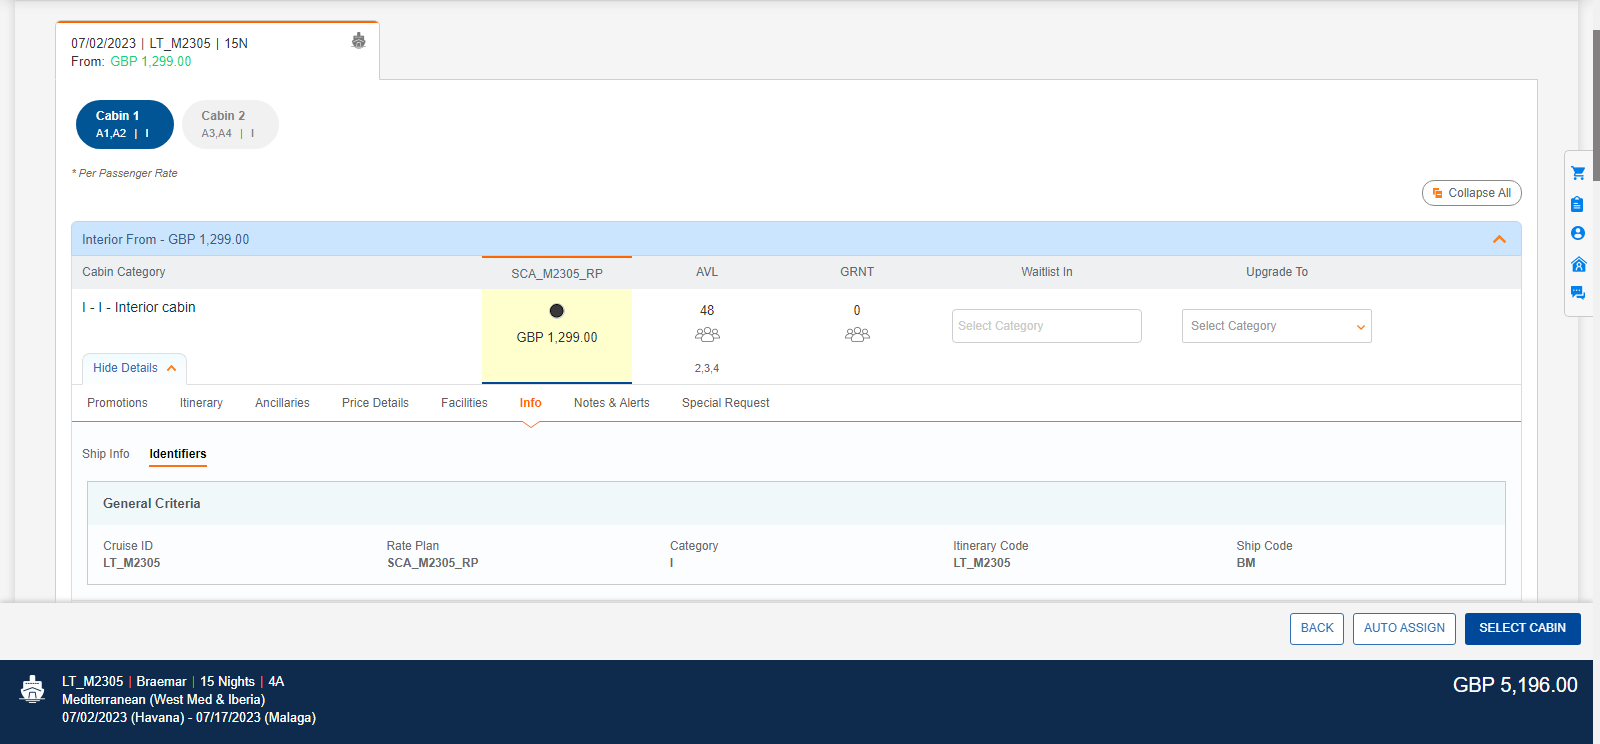 07/02/2023 | LT_M2305 | 15N
From: GBP 1,299.00
Cabin 1
A1,A2 | I
Cabin 2
A3,A4 | I
* Per Passenger Rate
Collapse All
Interior From - GBP 1,299.00
Cabin Category
SCA_M2305_RP
AVL
GRNT
Waitlist In
Upgrade To
I - I - Interior cabin
GBP 1,299.00
48
2,3,4
0
Select Category
Select Category
Hide Details
Promotions Itinerary Ancillaries Price Details Facilities Info Notes & Alerts Special Request
Ship Info Identifiers
General Criteria
Cruise ID
LT_M2305
Rate Plan
SCA_M2305_RP
Category
I
Itinerary Code
LT_M2305
Ship Code
BM
BACK
AUTO ASSIGN
SELECT CABIN
LT_M2305 | Braemar | 15 Nights | 4A
Mediterranean (West Med & Iberia)
07/02/2023 (Havana) - 07/17/2023 (Malaga)
GBP 5,196.00